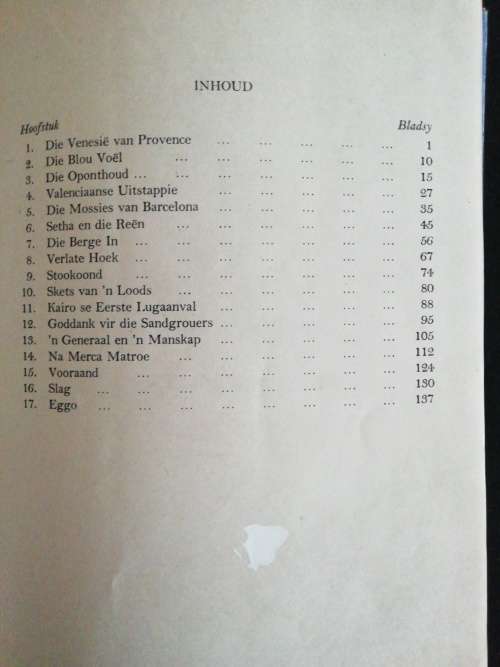 INHOUD
Hoofstuk Bladsy
1. Die Venesië van Provence ... ... ... ... ... 1
2. Die Blou Voël ... ... ... ... ... ... 10
3. Die Oponthoud ... ... ... ... ... ... ... 15
4. Valenciaanse Uitstappie ... ... ... ... ... 27
5. Die Mossies van Barcelona ... ... ... ... ... 35
6. Setha en die Reën ... ... ... ... ... ... 45
7. Die Berge In ... ... ... ... ... ... ... 56
8. Verlate Hoek ... ... ... ... ... ... ... 67
9. Stookoond ... ... ... ... ... ... ... 74
10. Skets van 'n Loods ... ... ... ... ... ... 80
11. Kairo se Eerste Lugaanval ... ... ... ... ... 88
12. Goddank vir die Sandgrouers ... ... ... ... ... 95
13. 'n Generaal en 'n Manskap ... ... ... ... ... 105
14. Na Merca Matroe ... ... ... ... ... ... 112
15. Vooraand ... ... ... ... ... ... ... 124
16. Slag ... ... ... ... ... ... ... ... 130
17. Eggo ... ... ... ... ... ... ... ... 137